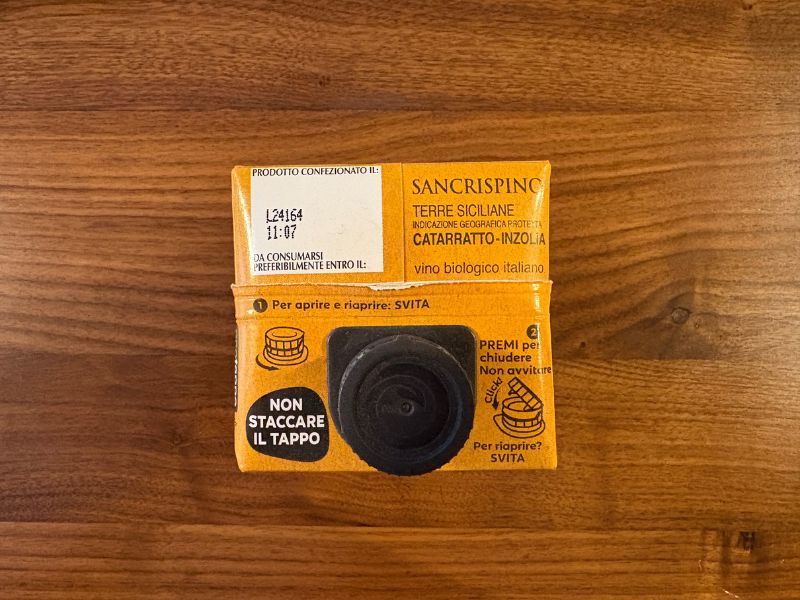 PRODOTTO CONFEZIONATO IL:
L24164
11:07
DA CONSUMARSI
PREFERIBILMENTE ENTRO IL:
SANCRISPINO
TERRE SICILIANE
INDICAZIONE GEOGRAFICA PROTETTA
CATARRATTO-INZOLIA
vino biologico italiano
1 Per aprire e riaprire: SVITA
NON
STACCARE
IL TAPPO
2
PREMI per
chiudere
Non avvitare
Click!
Per riaprire?
SVITA